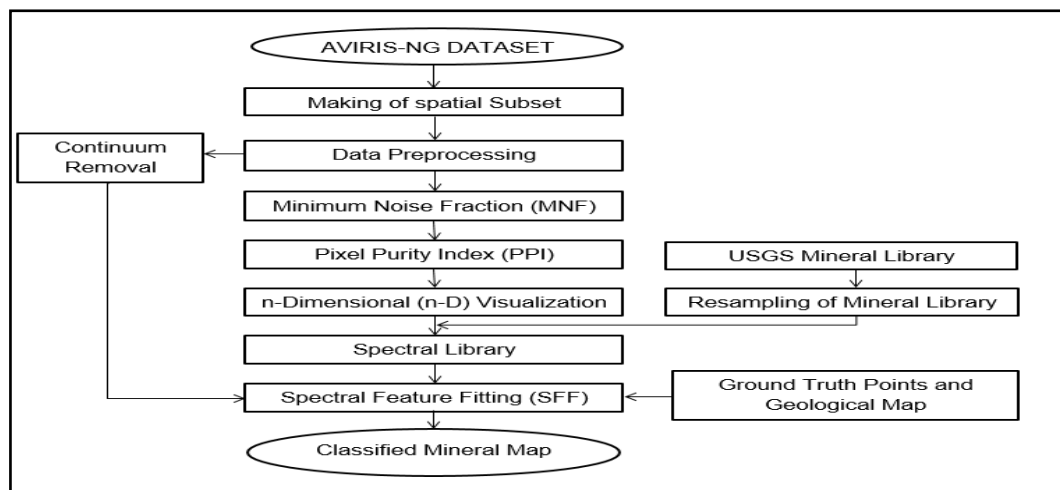 AVIRIS-NG DATASET
Making of spatial Subset
Continuum
Removal
Data Preprocessing
Minimum Noise Fraction (MNF)
Pixel Purity Index (PPI)
USGS Mineral Library
n-Dimensional (n-D) Visualization
Resampling of Mineral Library
Spectral Library
Spectral Feature Fitting (SFF)
Ground Truth Points and
Geological Map
Classified Mineral Map